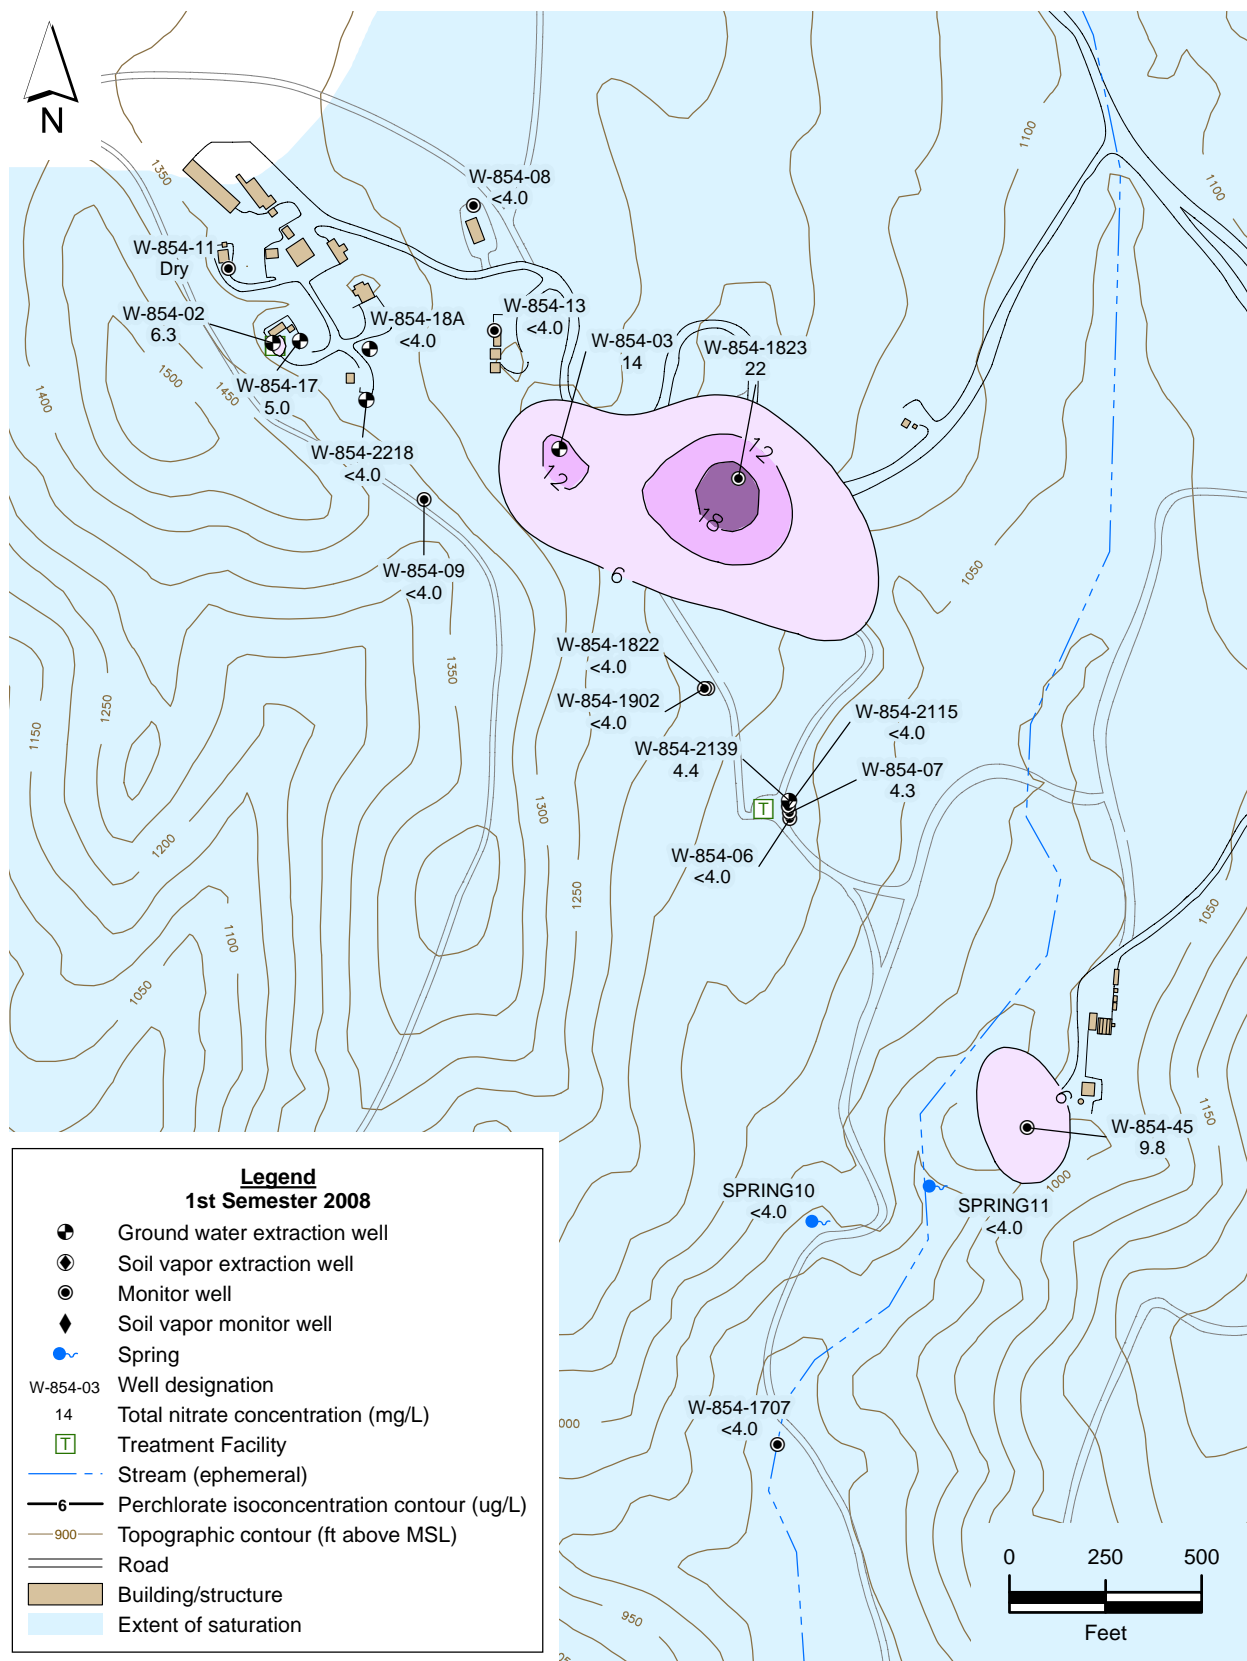 N
1350
1100
1100
W-854-08
<4.0
W-854-11
Dry
W-854-02
6.3
W-854-18A
<4.0
W-854-13
<4.0
W-854-03
14
W-854-1823
22
W-854-17
5.0
1400
1500
1450
W-854-2218
<4.0
12
12
18
6
W-854-09
<4.0
1050
W-854-1822
<4.0
W-854-1902
<4.0
1350
1250
1150
W-854-2115
<4.0
W-854-2139
4.4
W-854-07
4.3
T
W-854-06
<4.0
1300
1200
1250
1100
1050
1050
6
1150
W-854-45
9.8
1000
SPRING10
<4.0
SPRING11
<4.0
W-854-1707
<4.0
000
950
Legend
1st Semester 2008
Ground water extraction well
Soil vapor extraction well
Monitor well
Soil vapor monitor well
Spring
W-854-03 Well designation
14 Total nitrate concentration (mg/L)
T Treatment Facility
Stream (ephemeral)
6 Perchlorate isoconcentration contour (ug/L)
900 Topographic contour (ft above MSL)
Road
Building/structure
Extent of saturation
0 250 500
Feet